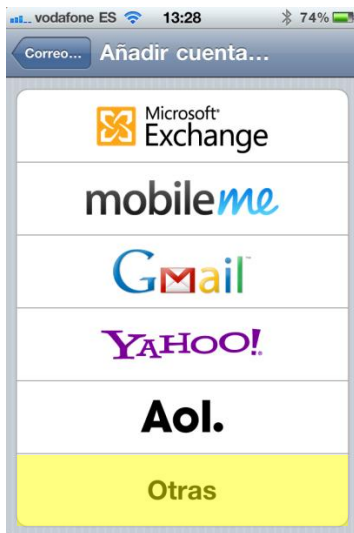 vodafone ES 13:28 74%
Correo... Añadir cuenta...
Microsoft
Exchange
mobileme
Gmail
YAHOO!
Aol.
Otras